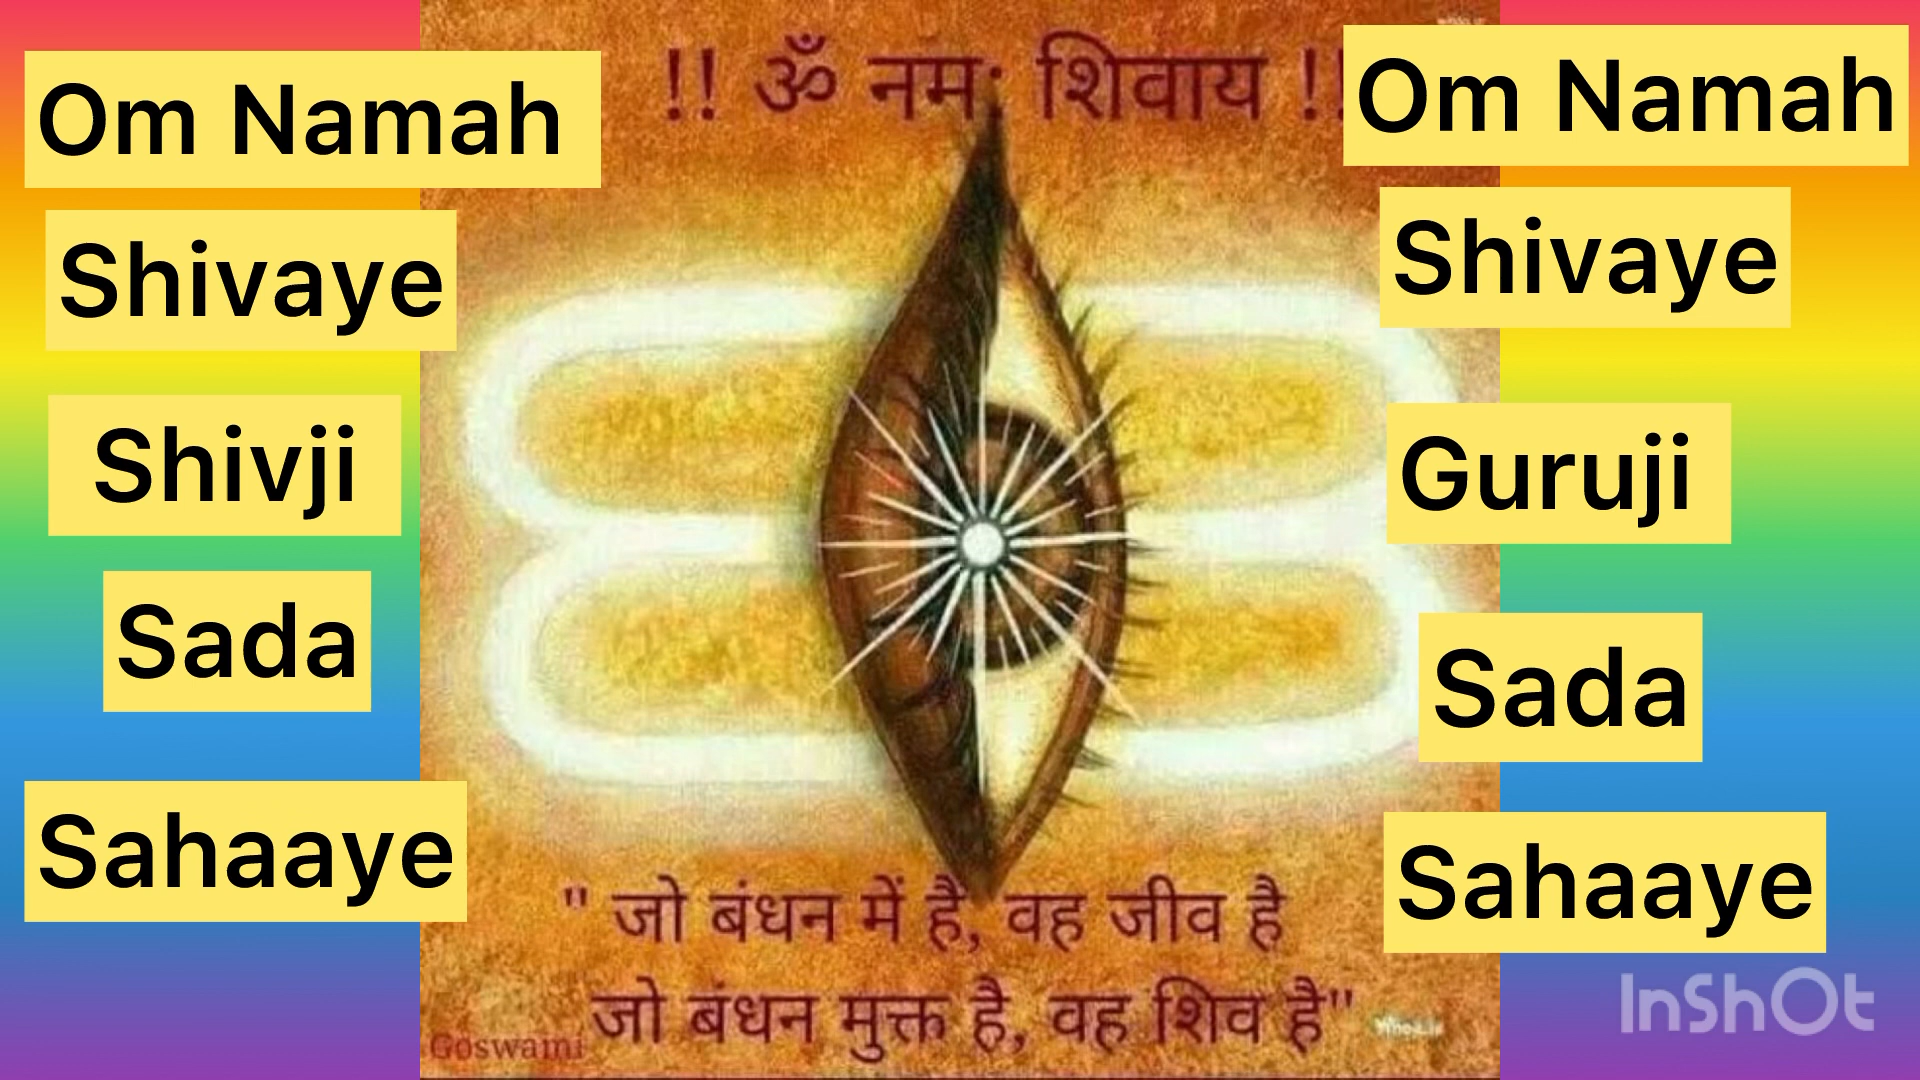 !! ॐ नमः शिवाय !!
Om Namah
Shivaye
Shivji
Sada
Sahaaye
Om Namah
Shivaye
Guruji
Sada
Sahaaye
" जो बंधन में है, वह जीव है
जो बंधन मुक्त है, वह शिव है"
Goswami
InShOt